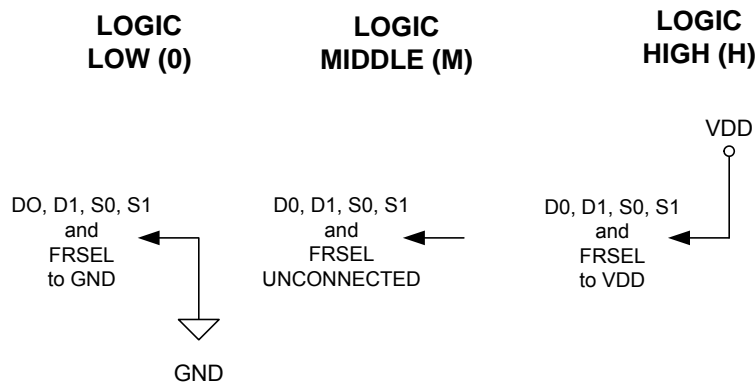 LOGIC
LOW (0)
LOGIC
MIDDLE (M)
LOGIC
HIGH (H)
VDD
DO, D1, S0, S1
and
FRSEL
to GND
D0, D1, S0, S1
and
FRSEL
UNCONNECTED
D0, D1, S0, S1
and
FRSEL
to VDD
GND